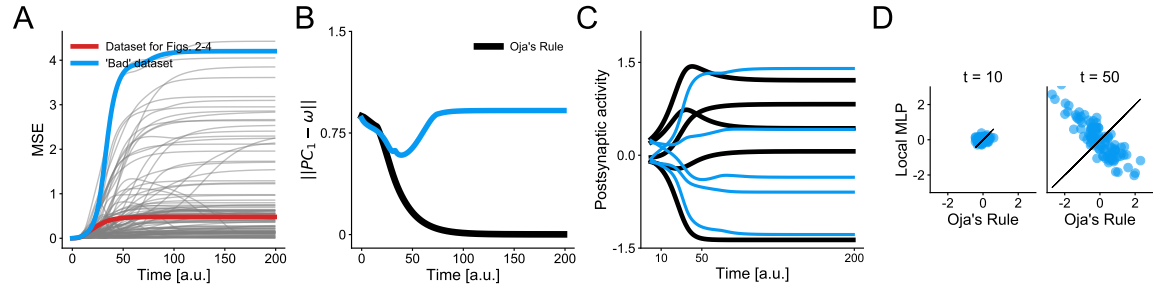 A
MSE
4
3
2
1
0
0
50
100
150
200
Time [a.u.]
Dataset for Figs. 2-4
'Bad' dataset
B
||PC₁ − ω||
1.5
0.75
0
0
50
100
150
200
Time [a.u.]
Oja's Rule
C
Postsynaptic activity
1.5
0.0
-1.5
10
50
200
Time [a.u.]
D
t = 10
t = 50
Local MLP
2
0
−2
−2
0
2
−2
0
2
Oja's Rule
Oja's Rule